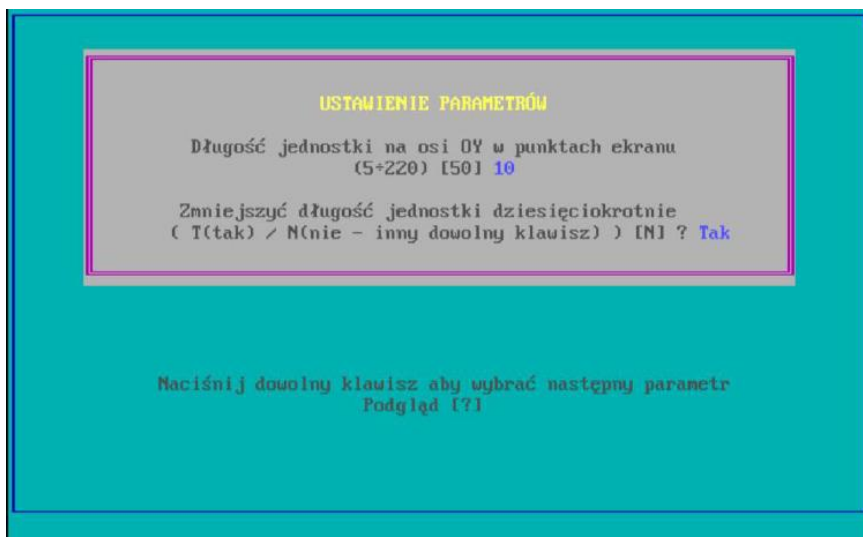 USTAWIENIE PARAMETRÓW
Długość jednostki na osi OY w punktach ekranu
(5÷220) [50] 10
Zmniejszyć długość jednostki dziesięciokrotnie
( T(tak) / N(nie - inny dowolny klawisz) ) [N] ? Tak
Naciśnij dowolny klawisz aby wybrać następny parametr
Podgląd [?]